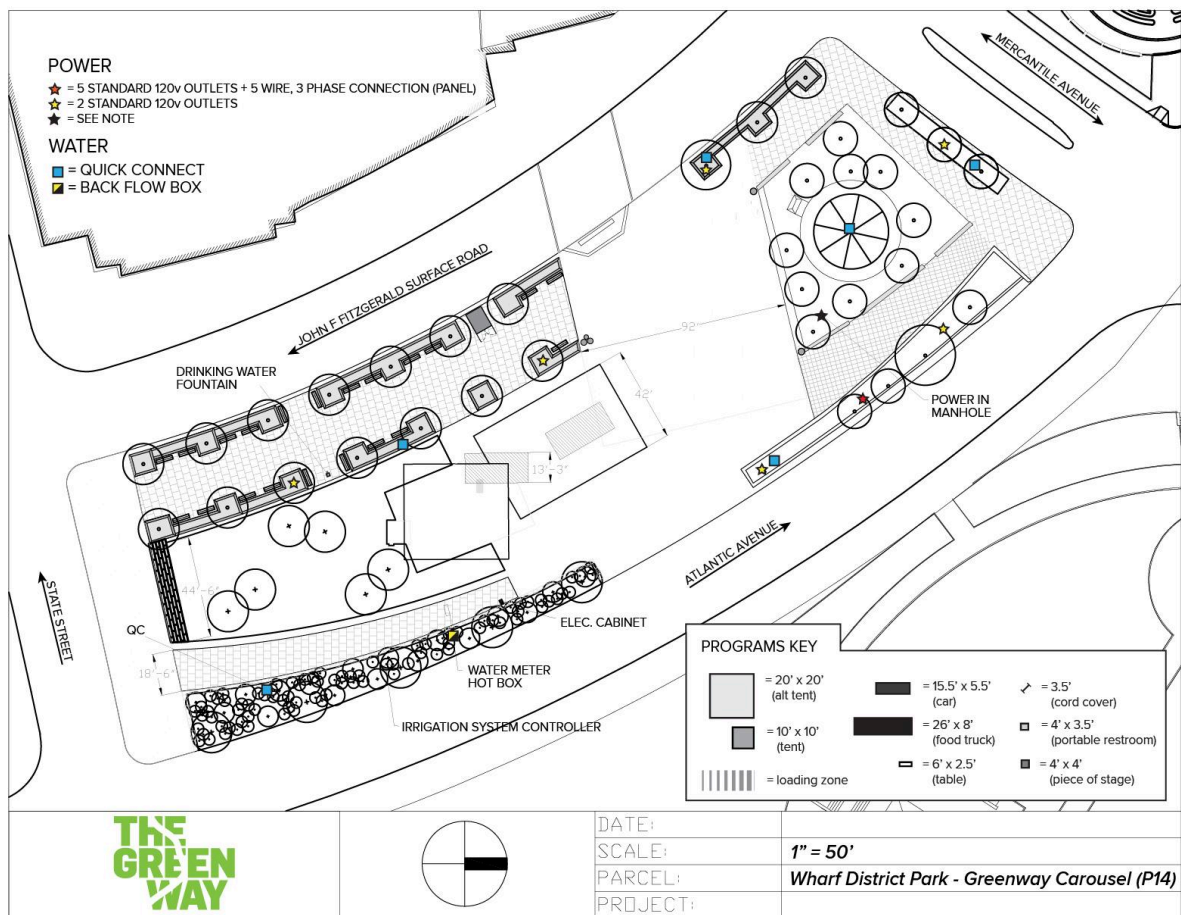 POWER
= 5 STANDARD 120v OUTLETS + 5 WIRE, 3 PHASE CONNECTION (PANEL)
= 2 STANDARD 120v OUTLETS
= SEE NOTE
WATER
= QUICK CONNECT
= BACK FLOW BOX
MERCANTILE AVENUE
JOHN F FITZGERALD SURFACE ROAD
DRINKING WATER
FOUNTAIN
92'
42'
13'-3"
POWER IN
MANHOLE
44'-6"
STATE STREET
ATLANTIC AVENUE
QC
18'-6"
ELEC. CABINET
WATER METER
HOT BOX
IRRIGATION SYSTEM CONTROLLER
PROGRAMS KEY
= 20' x 20'
(alt tent)
= 10' x 10'
(tent)
= loading zone
= 15.5' x 5.5'
(car)
= 26' x 8'
(food truck)
= 6' x 2.5'
(table)
= 3.5'
(cord cover)
= 4' x 3.5'
(portable restroom)
= 4' x 4'
(piece of stage)
THE
GREEN
WAY
DATE:
SCALE: 1" = 50'
PARCEL: Wharf District Park - Greenway Carousel (P14)
PROJECT: